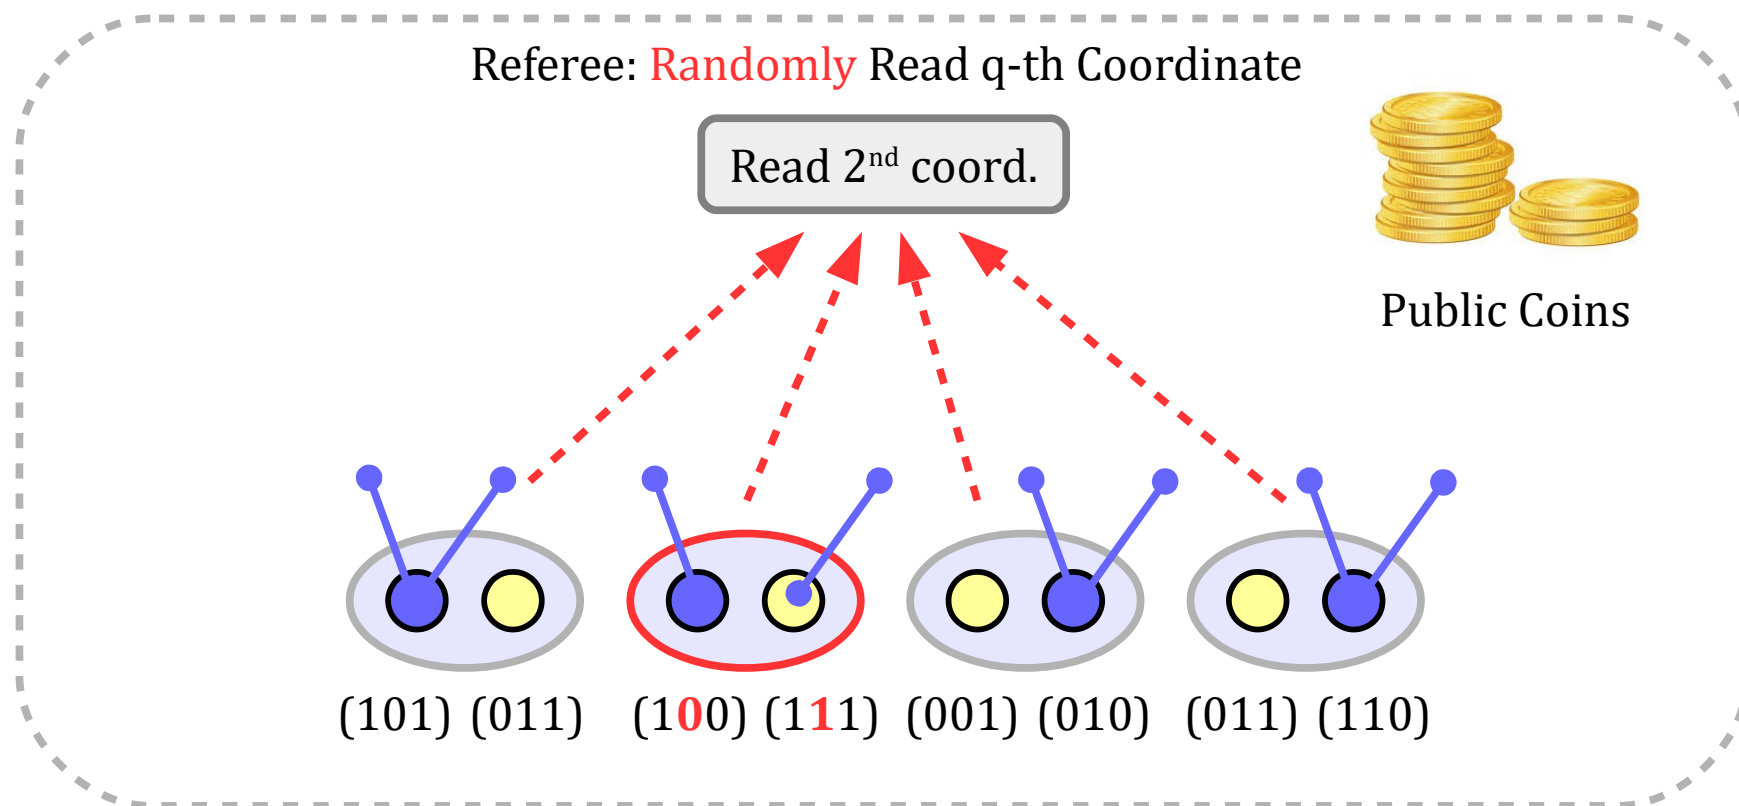 Referee: Randomly Read q-th Coordinate
Read 2nd coord.
Public Coins
(101) (011) (100) (111) (001) (010) (011) (110)